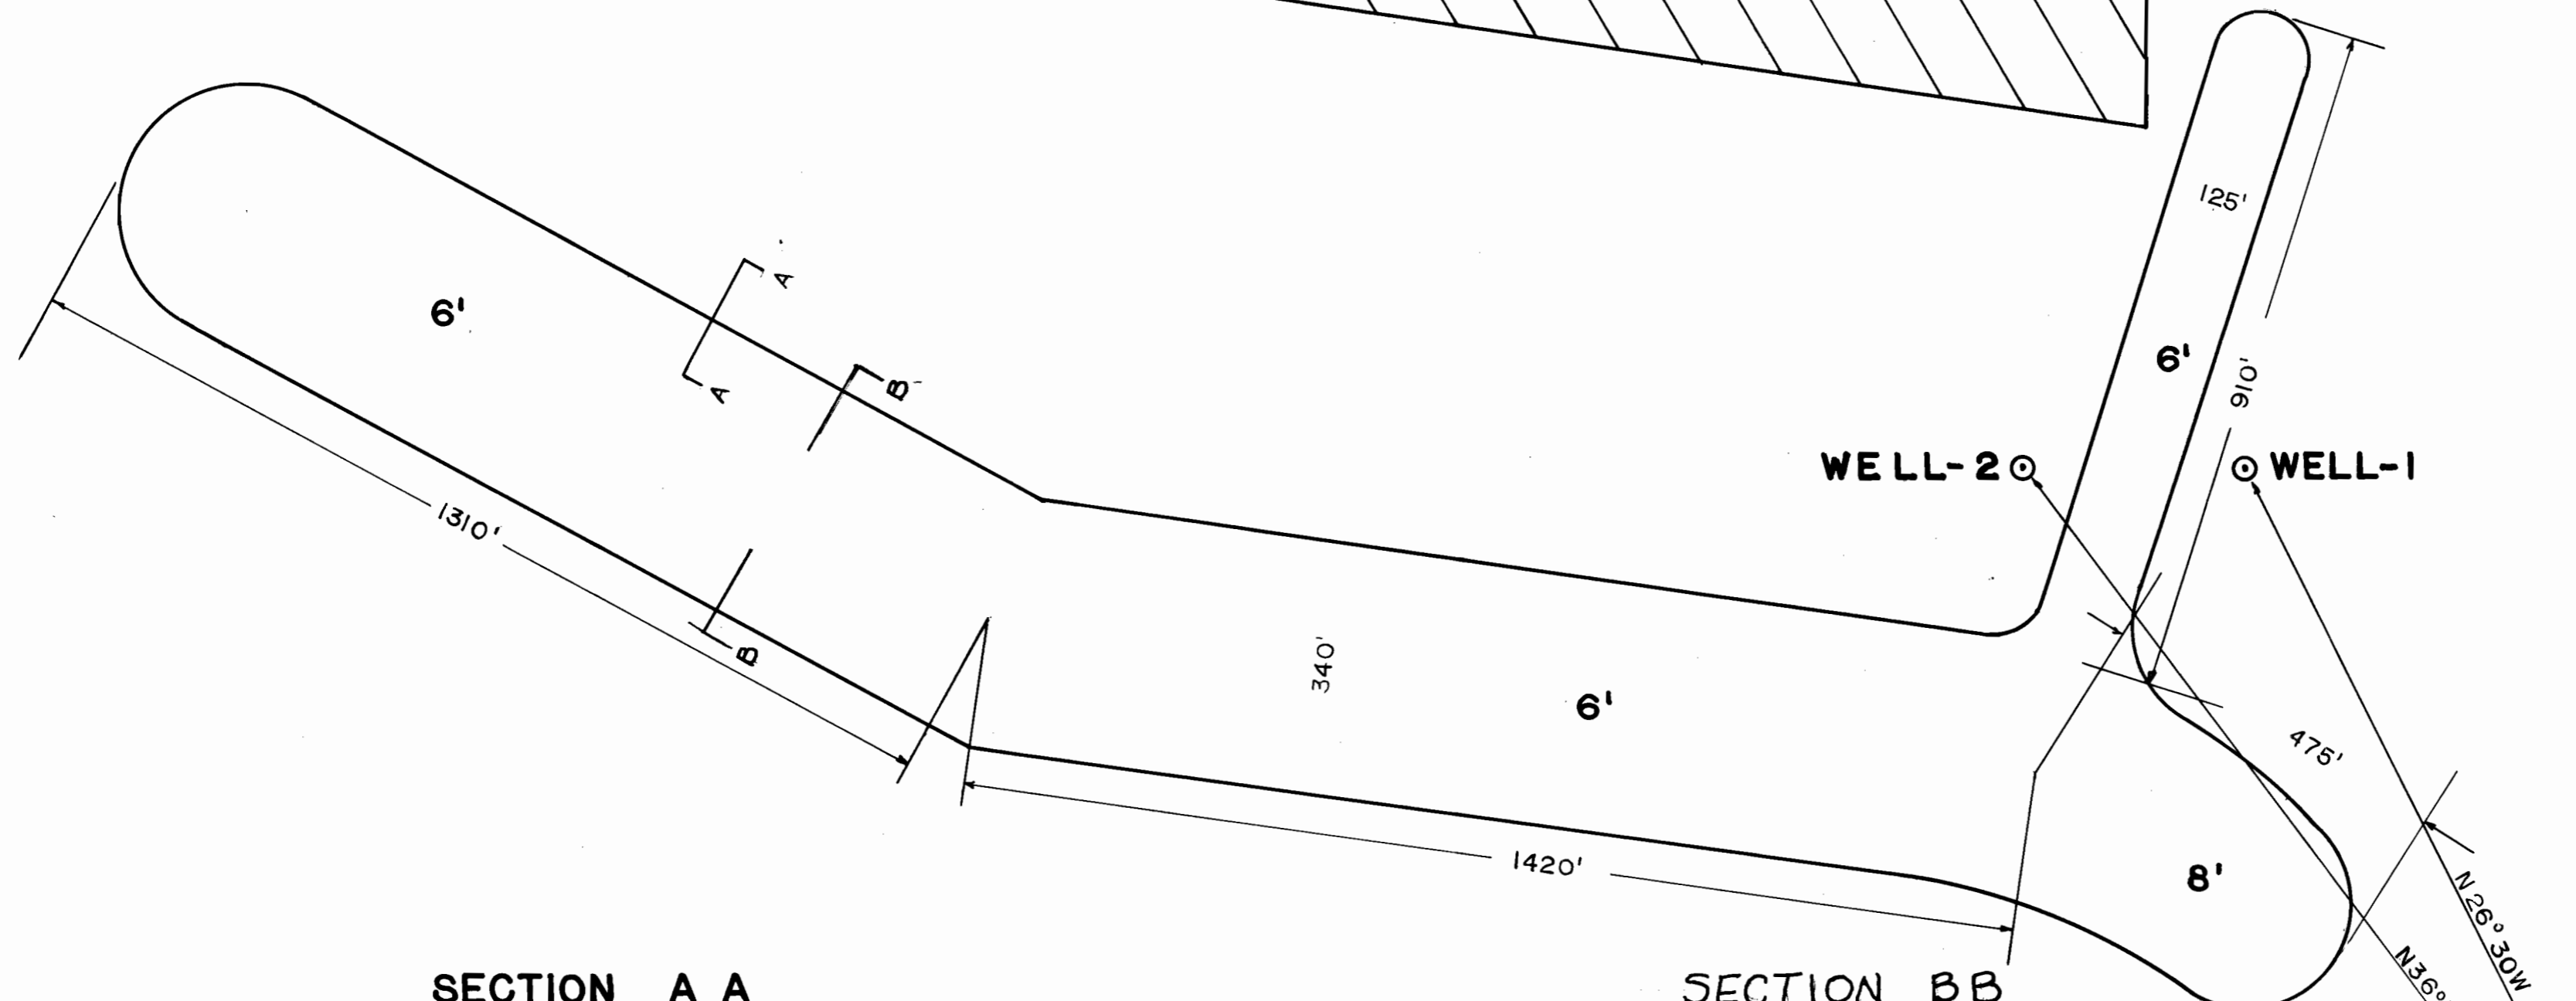 125'
A
6'
A
B
6'
910'
WELL-2
WELL-1
1310'
B
340'
6'
475'
1420'
8'
N26°30W
N36°
SECTION A A
SECTION BB